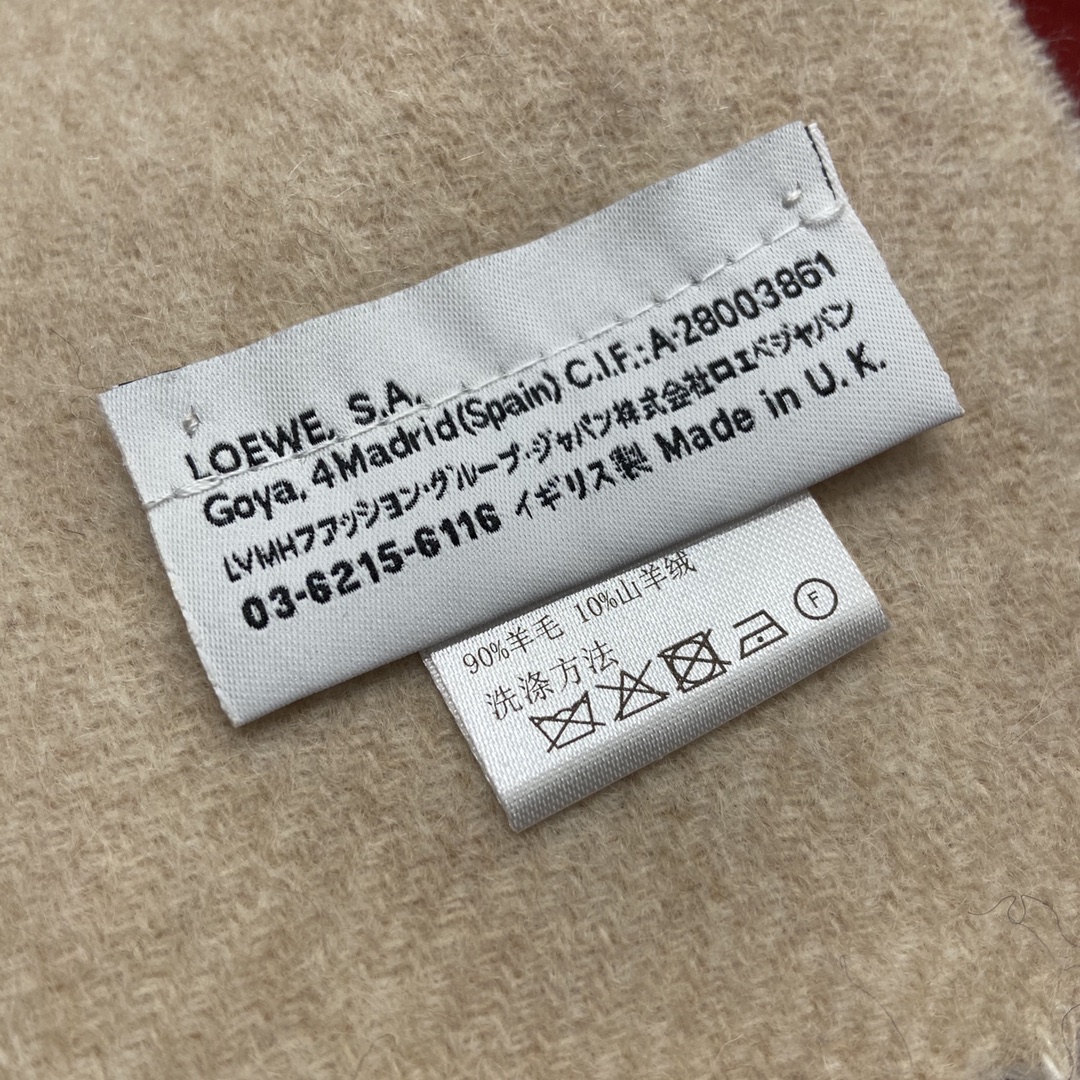 LOEWE, S.A.
Goya, 4 Madrid (Spain) C.I.F.: A-28003861
LVMHファッション・グループ・ジャパン株式会社ロエベジャパン
03-6215-6116 イギリス製 Made in U.K.
90%羊毛 10%山羊绒
洗涤方法
F